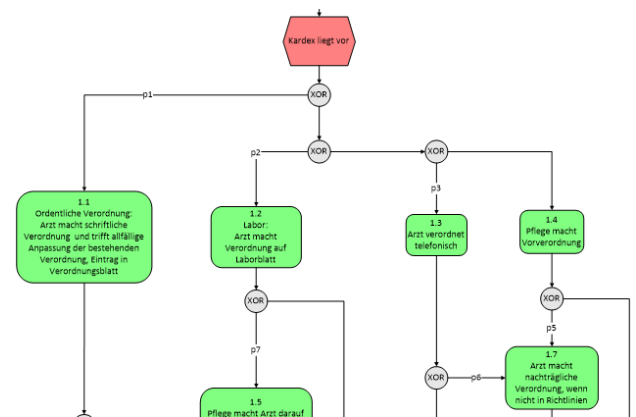 Kardex liegt vor
XOR
p1
XOR
XOR
p2
p3
1.1
Ordentliche Verordnung:
Arzt macht schriftliche
Verordnung und trifft allfällige
Anpassung der bestehenden
Verordnung, Eintrag in
Verordnungsblatt
1.2
Labor:
Arzt macht
Verordnung auf
Laborblatt
1.3
Arzt verordnet
telefonisch
1.4
Pflege macht
Vorverordnung
XOR
XOR
p5
p7
XOR
p6
1.7
Arzt macht
nachträgliche
Verordnung, wenn
nicht in Richtlinien
1.5
Pflege macht Arzt darauf